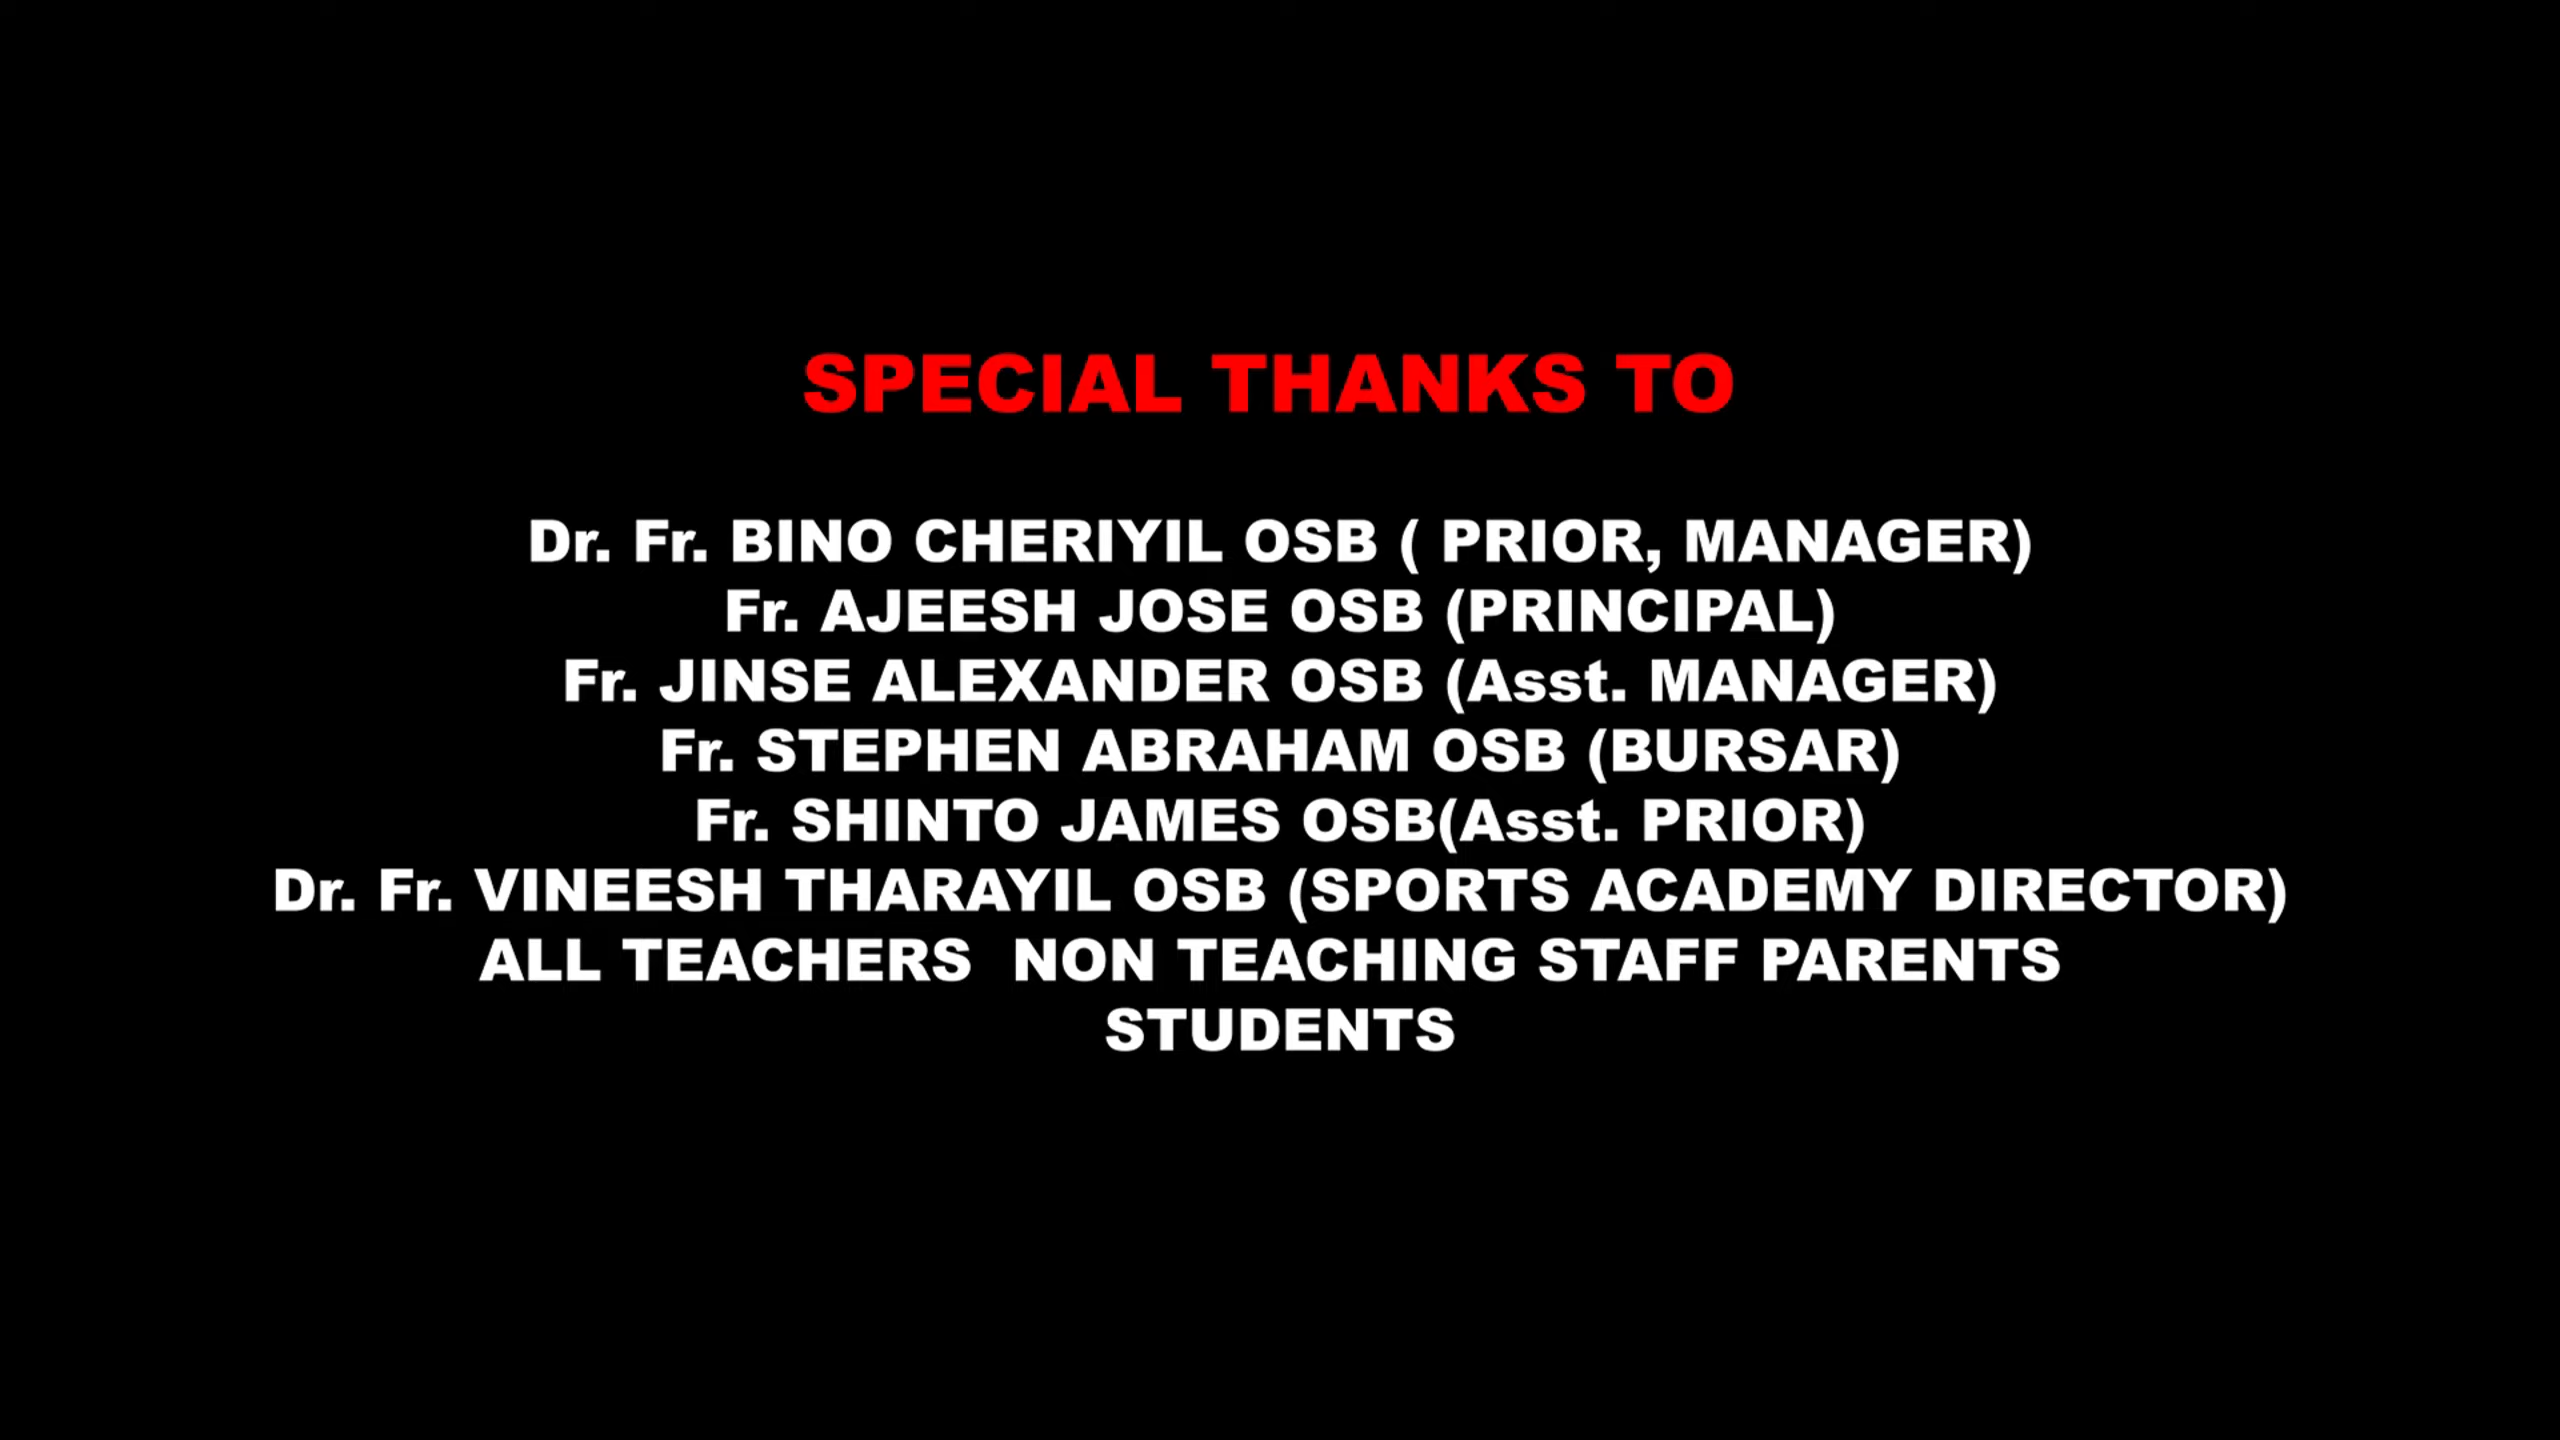 SPECIAL THANKS TO
Dr. Fr. BINO CHERIYIL OSB ( PRIOR, MANAGER)
Fr. AJEESH JOSE OSB (PRINCIPAL)
Fr. JINSE ALEXANDER OSB (Asst. MANAGER)
Fr. STEPHEN ABRAHAM OSB (BURSAR)
Fr. SHINTO JAMES OSB(Asst. PRIOR)
Dr. Fr. VINEESH THARAYIL OSB (SPORTS ACADEMY DIRECTOR)
ALL TEACHERS  NON TEACHING STAFF PARENTS
STUDENTS